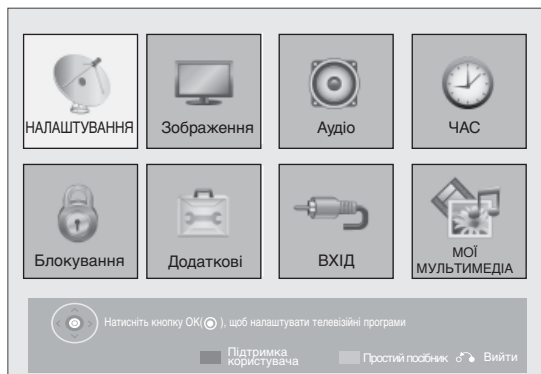 НАЛАШТУВАННЯ Зображення Аудіо ЧАС
Блокування Додаткові ВХІД МОЇ
МУЛЬТИМЕДІА
Натисніть кнопку OK( ), щоб налаштувати телевізійні програми
Підтримка
користувача Простий посібник Вийти